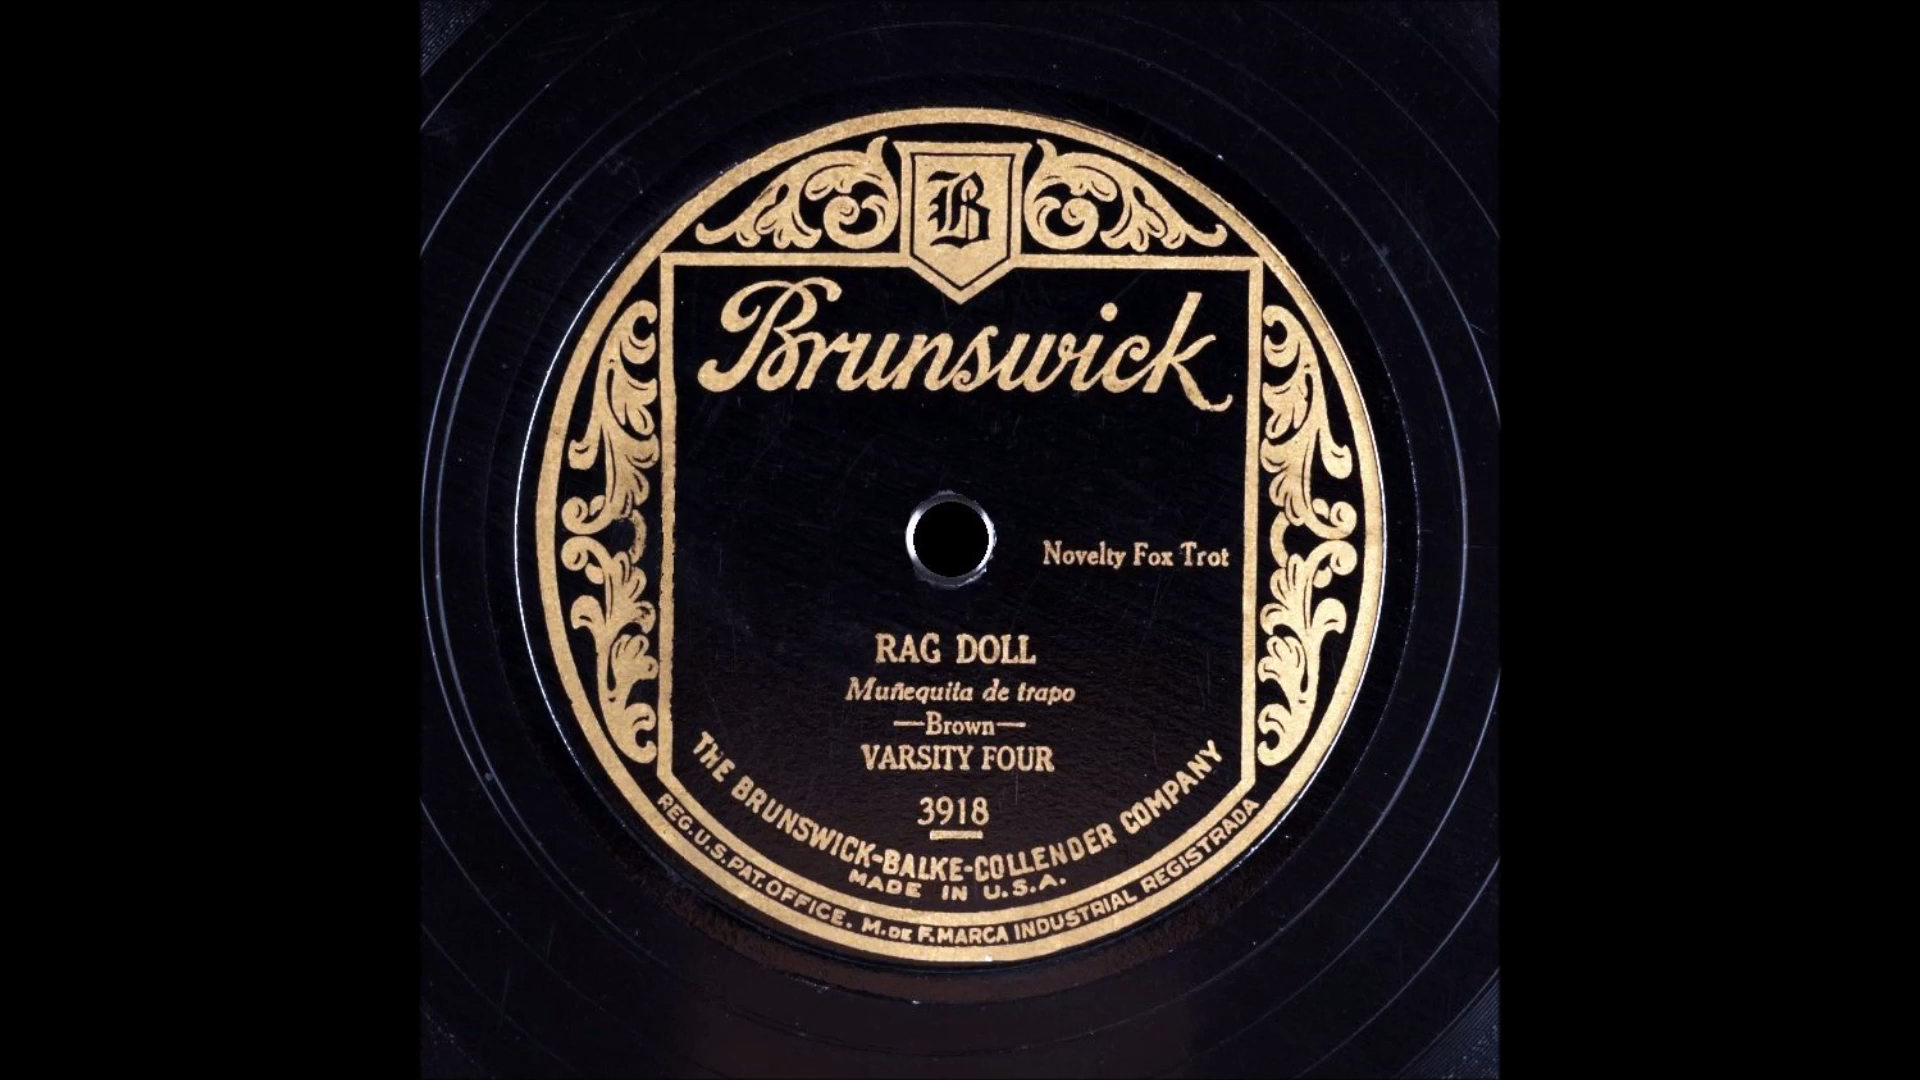 B
Brunswick
Novelty Fox Trot
RAG DOLL
Muñequita de trapo
—Brown—
VARSITY FOUR
3918
THE BRUNSWICK-BALKE-COLLENDER COMPANY
MADE IN U.S.A.
REG. U.S. PAT. OFFICE. M. DE F. MARCA INDUSTRIAL REGISTRADA